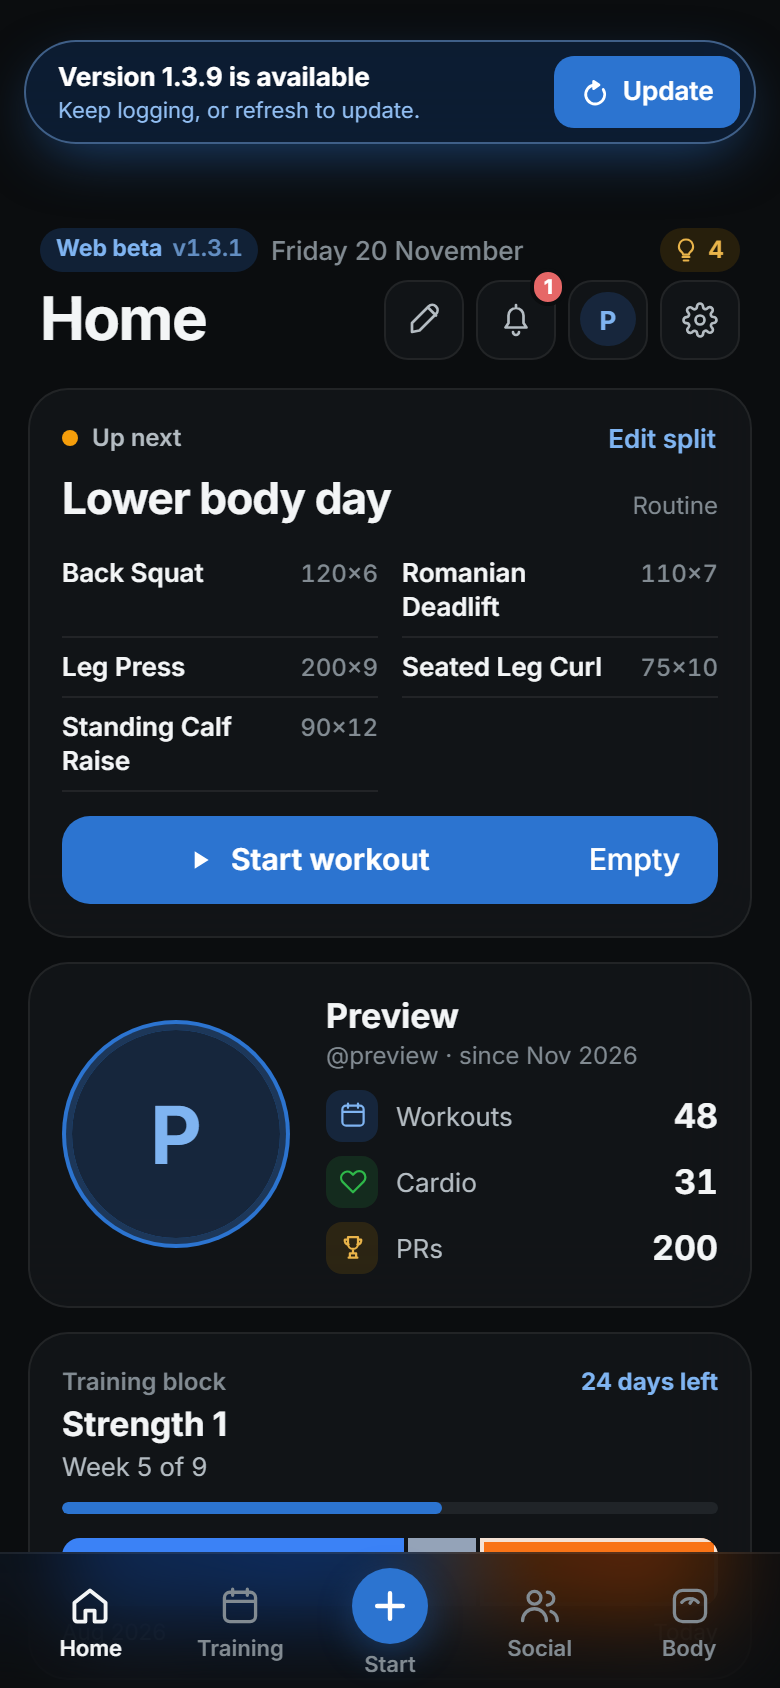 Version 1.3.9 is available
Keep logging, or refresh to update.
Update
Web beta v1.3.1
Friday 20 November
4
Home
1
P
Up next
Edit split
Lower body day
Routine
Back Squat 120×6
Romanian Deadlift 110×7
Leg Press 200×9
Seated Leg Curl 75×10
Standing Calf Raise 90×12
Start workout
Empty
P
Preview
@preview · since Nov 2026
Workouts 48
Cardio 31
PRs 200
Training block
24 days left
Strength 1
Week 5 of 9
Aug 2026
Today
Home
Training
Start
Social
Body